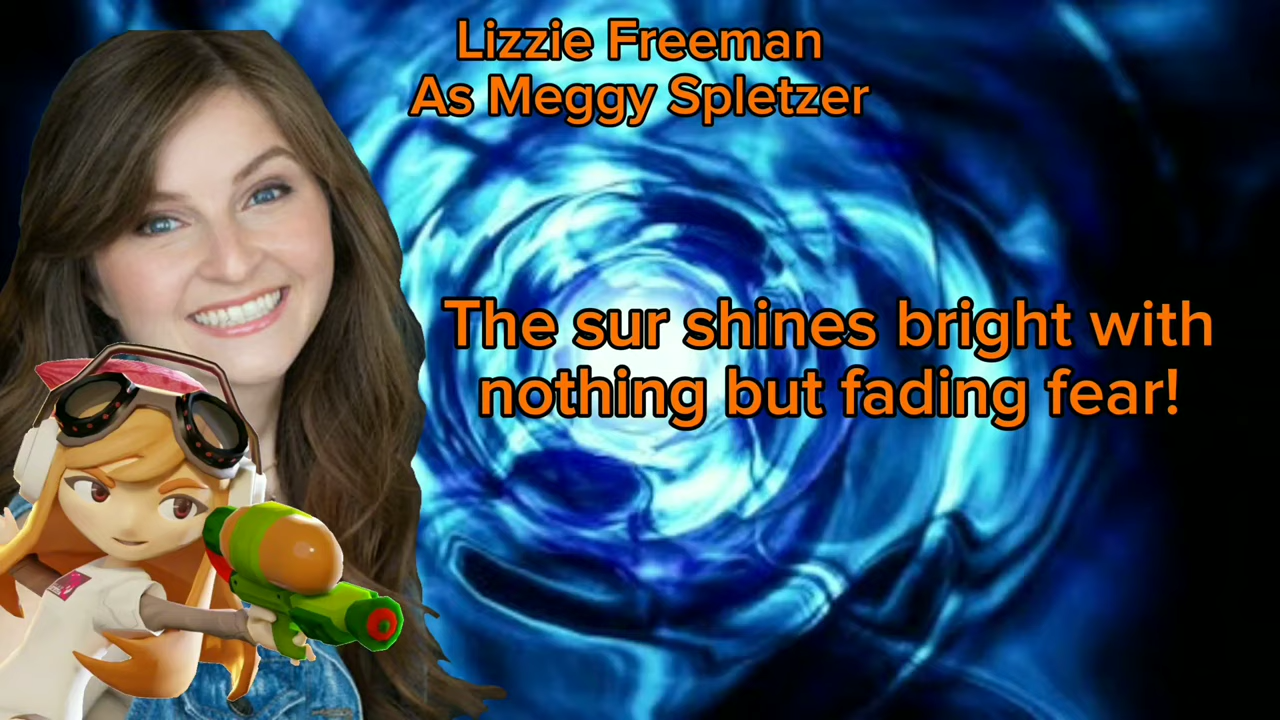 Lizzie Freeman
As Meggy Spletzer
The sur shines bright with
nothing but fading fear!